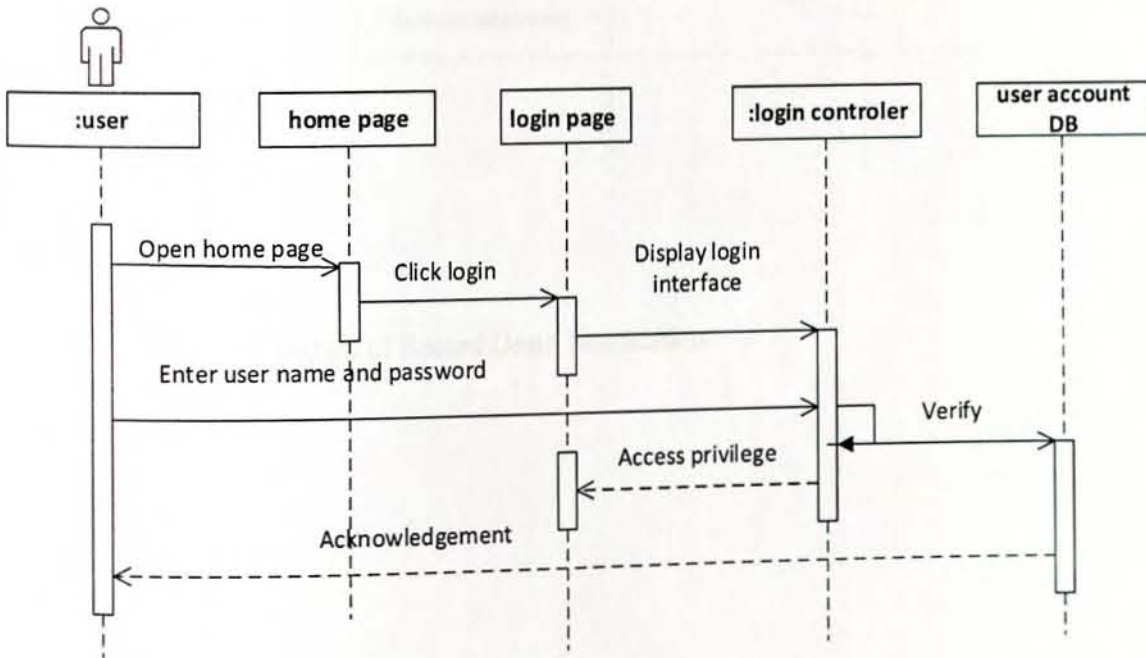 :user
home page
login page
:login controler
user account
DB
Open home page
Click login
Display login
interface
Enter user name and password
Verify
Access privilege
Acknowledgement